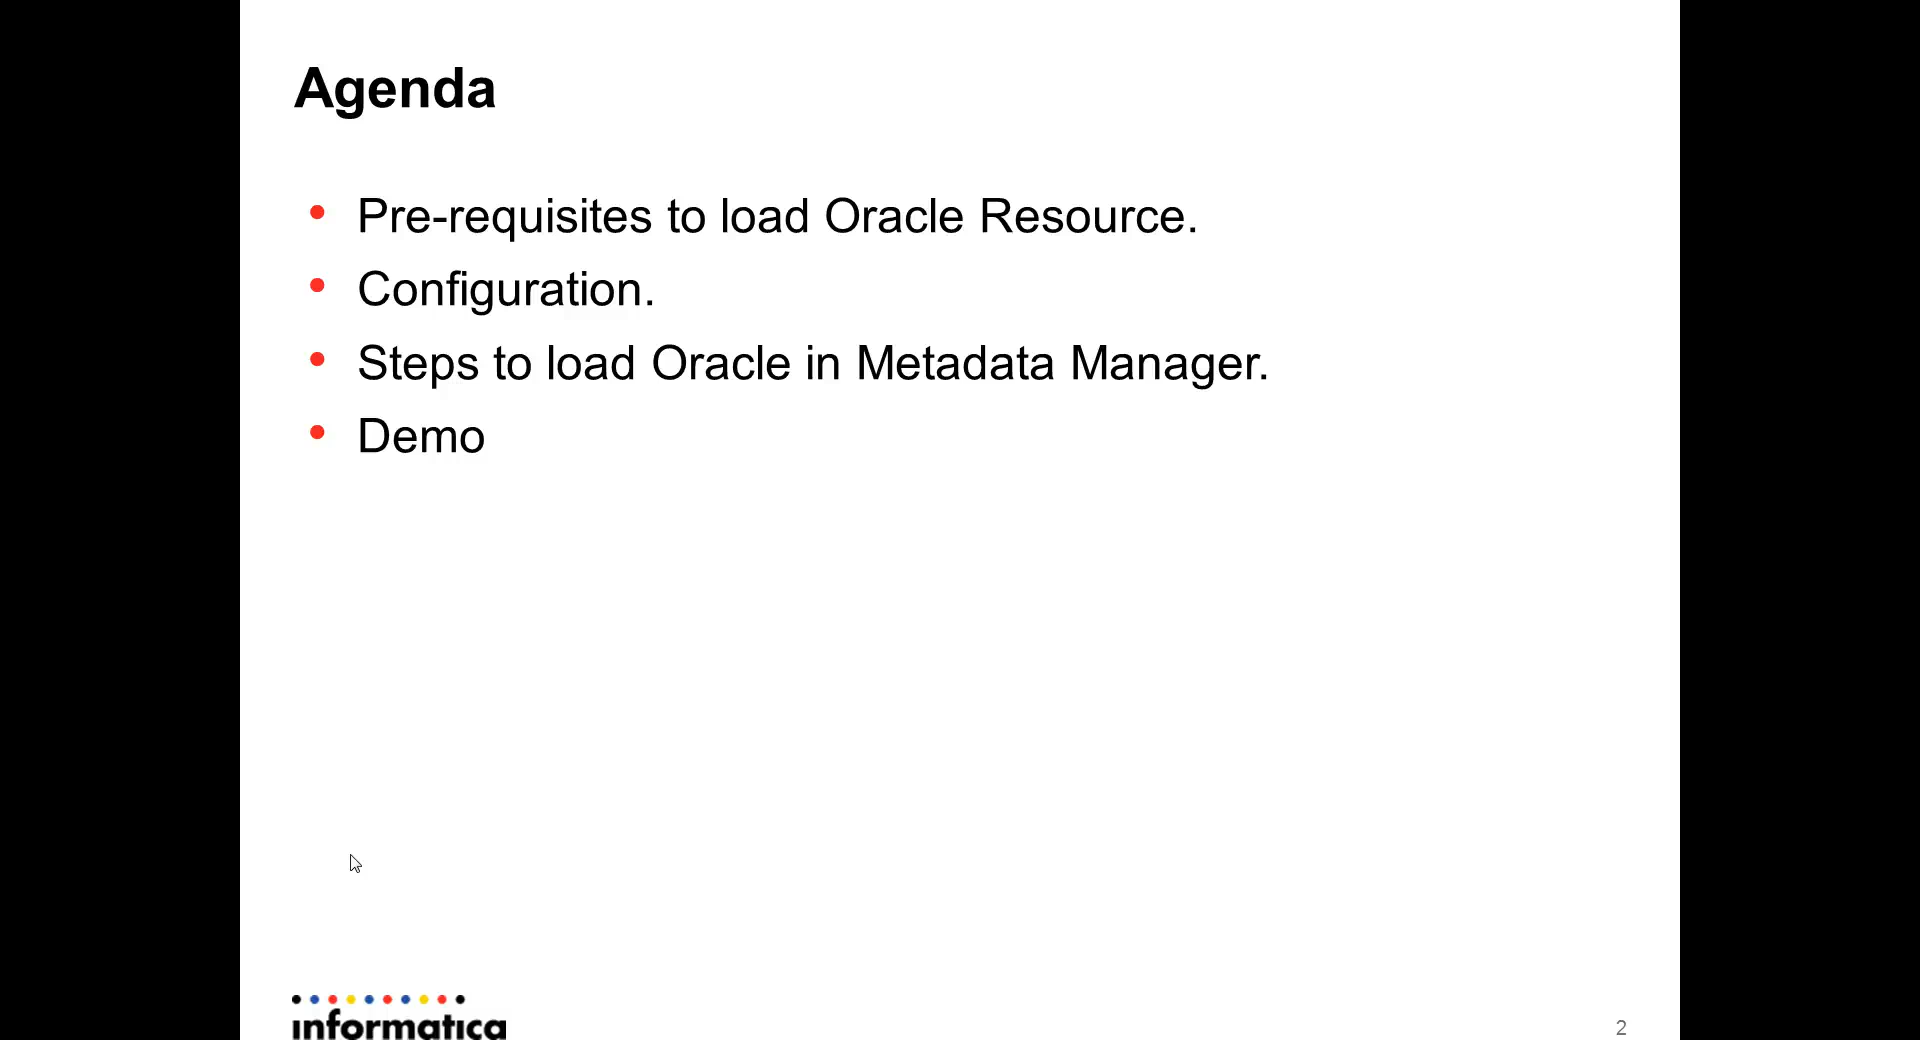 Agenda
• Pre-requisites to load Oracle Resource.
• Configuration.
• Steps to load Oracle in Metadata Manager.
• Demo
informatica
2